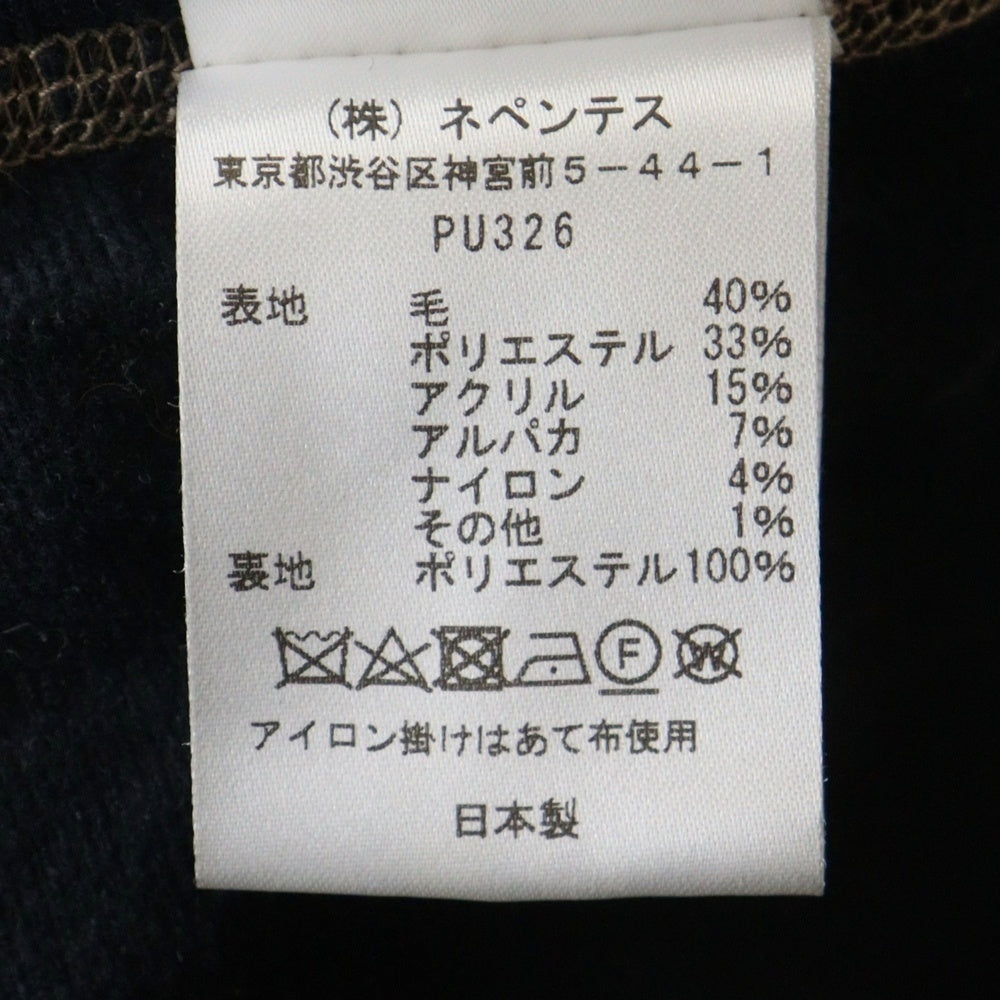 (株) ネペンテス
東京都渋谷区神宮前5-44-1
PU326
表地 毛 40%
ポリエステル 33%
アクリル 15%
アルパカ 7%
ナイロン 4%
その他 1%
裏地 ポリエステル 100%
F W
アイロン掛けはあて布使用
日本製